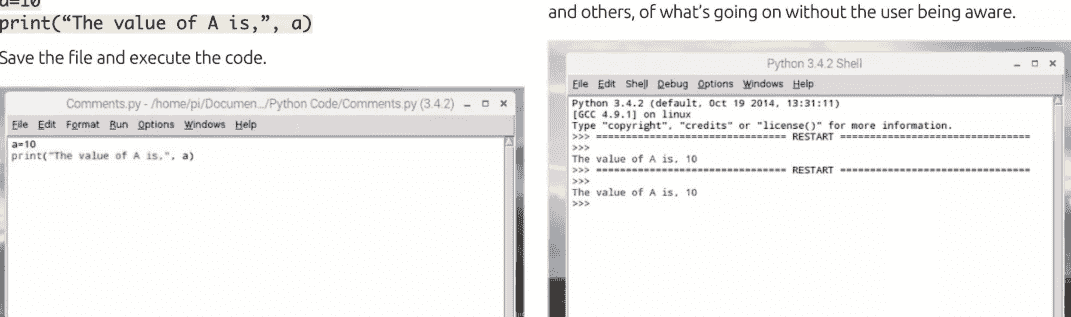 a=10
print(“The value of A is,”, a)
Save the file and execute the code.
Comments.py - /home/pi/Documen.../Python Code/Comments.py (3.4.2)
File Edit Format Run Options Windows Help
a=10
print("The value of A is,", a)
and others, of what’s going on without the user being aware.
Python 3.4.2 Shell
File Edit Shell Debug Options Windows Help
Python 3.4.2 (default, Oct 19 2014, 13:31:11)
[GCC 4.9.1] on linux
Type "copyright", "credits" or "license()" for more information.
>>> ================================ RESTART ================================
>>>
The value of A is, 10
>>> ================================ RESTART ================================
>>>
The value of A is, 10
>>>